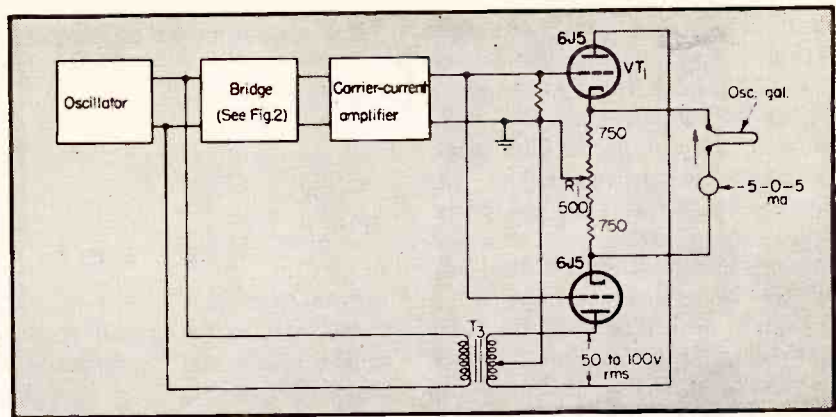 6J5
VT1
Oscillator
Bridge
(See Fig.2)
Carrier-current
amplifier
Osc. gal.
750
R1
500
750
-5-0-5
ma
6J5
T3
50 to 100v
rms